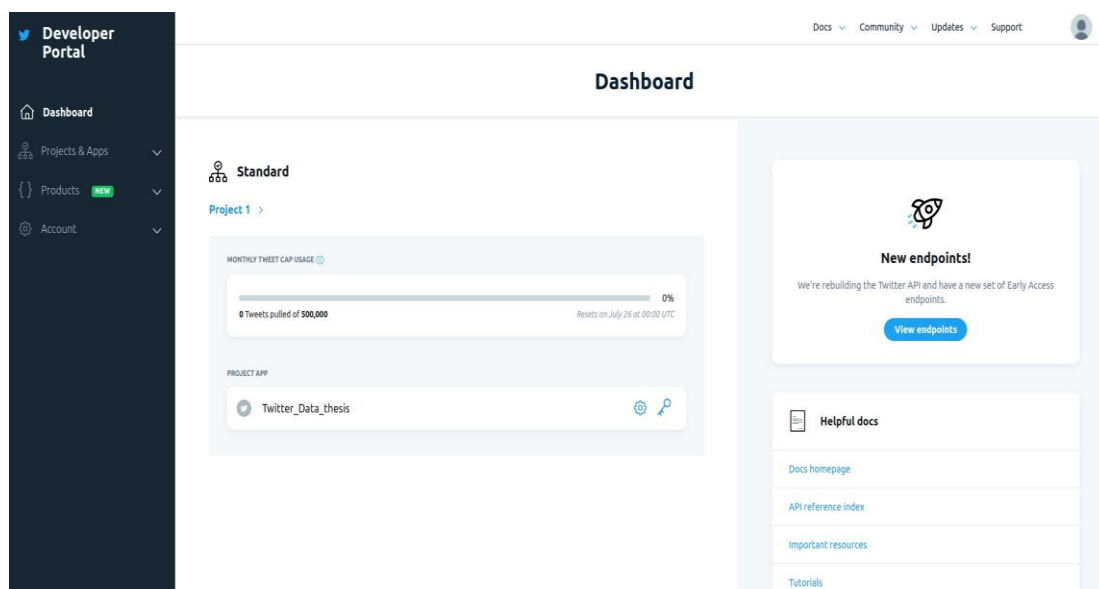 Developer
Portal
Dashboard
Projects & Apps
Products NEW
Account
Docs Community Updates Support
Dashboard
Standard
Project 1 >
MONTHLY TWEET CAP USAGE
0%
0 Tweets pulled of 500,000
Resets on July 26 at 00:00 UTC
PROJECT APP
Twitter_Data_thesis
New endpoints!
We're rebuilding the Twitter API and have a new set of Early Access
endpoints.
View endpoints
Helpful docs
Docs homepage
API reference index
Important resources
Tutorials